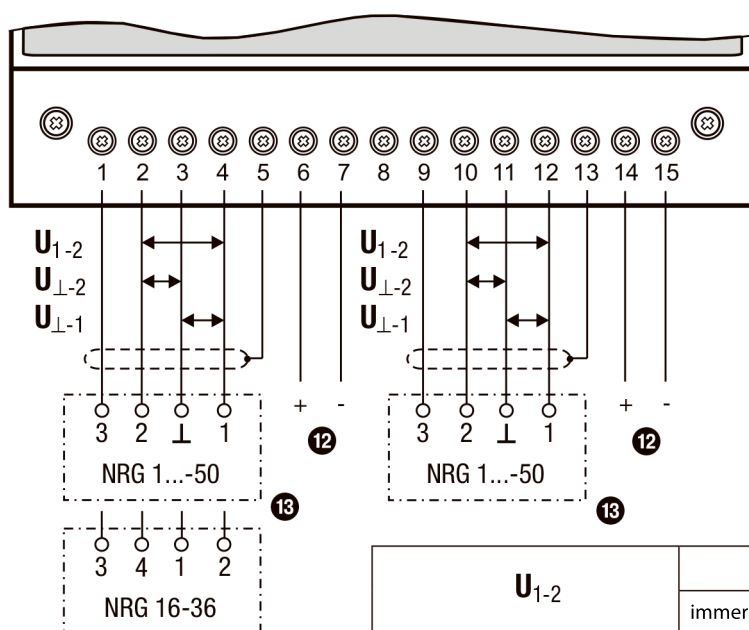 1 2 3 4 5 6 7 8 9 10 11 12 13 14 15
U1-2 U1-2
U⊥-2 U⊥-2
U⊥-1 U⊥-1
+ - + -
3 2 ⊥ 1 12 3 2 ⊥ 1 12
NRG 1...-50 NRG 1...-50
13 13
3 4 1 2
NRG 16-36
U1-2
immer